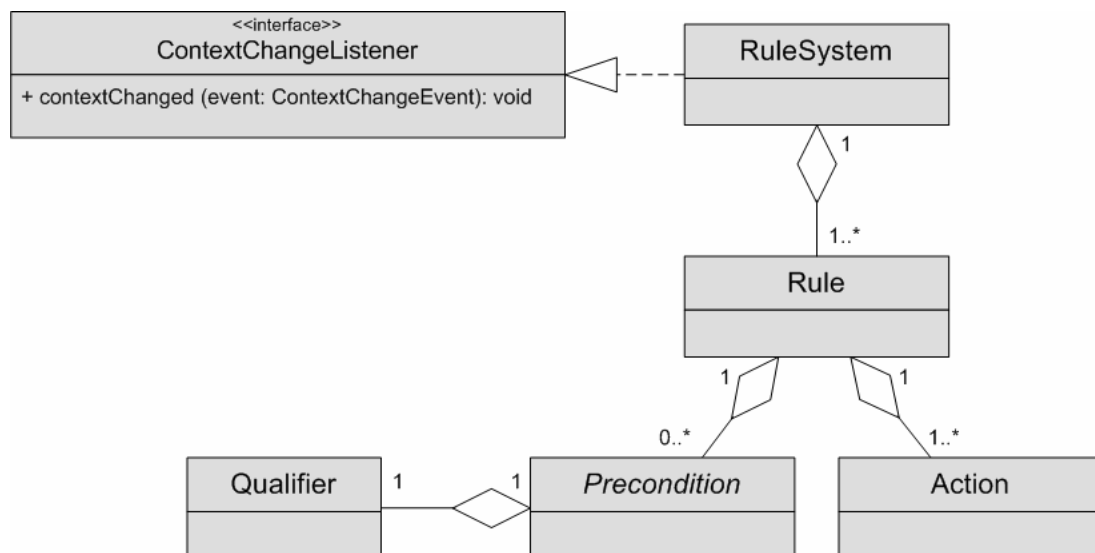 <<interface>>
ContextChangeListener
+ contextChanged (event: ContextChangeEvent): void
RuleSystem
1
1..*
Rule
1
1
0..*
1..*
Qualifier
1
1
Precondition
Action